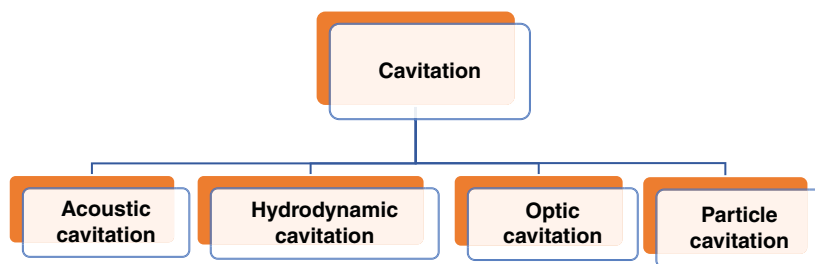 Cavitation
Acoustic
cavitation
Hydrodynamic
cavitation
Optic
cavitation
Particle
cavitation